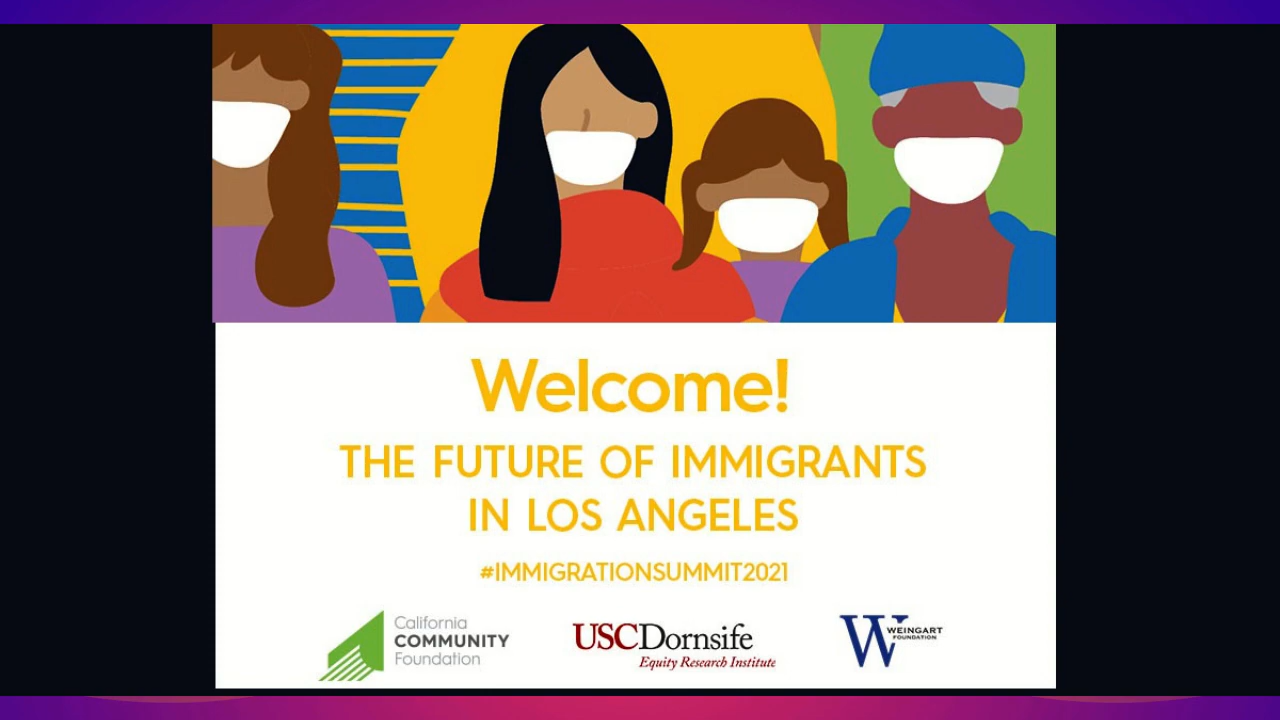 Welcome!
THE FUTURE OF IMMIGRANTS
IN LOS ANGELES
#IMMIGRATIONSUMMIT2021
California
COMMUNITY
Foundation
USCDornsife
Equity Research Institute
W
WEINGART
FOUNDATION